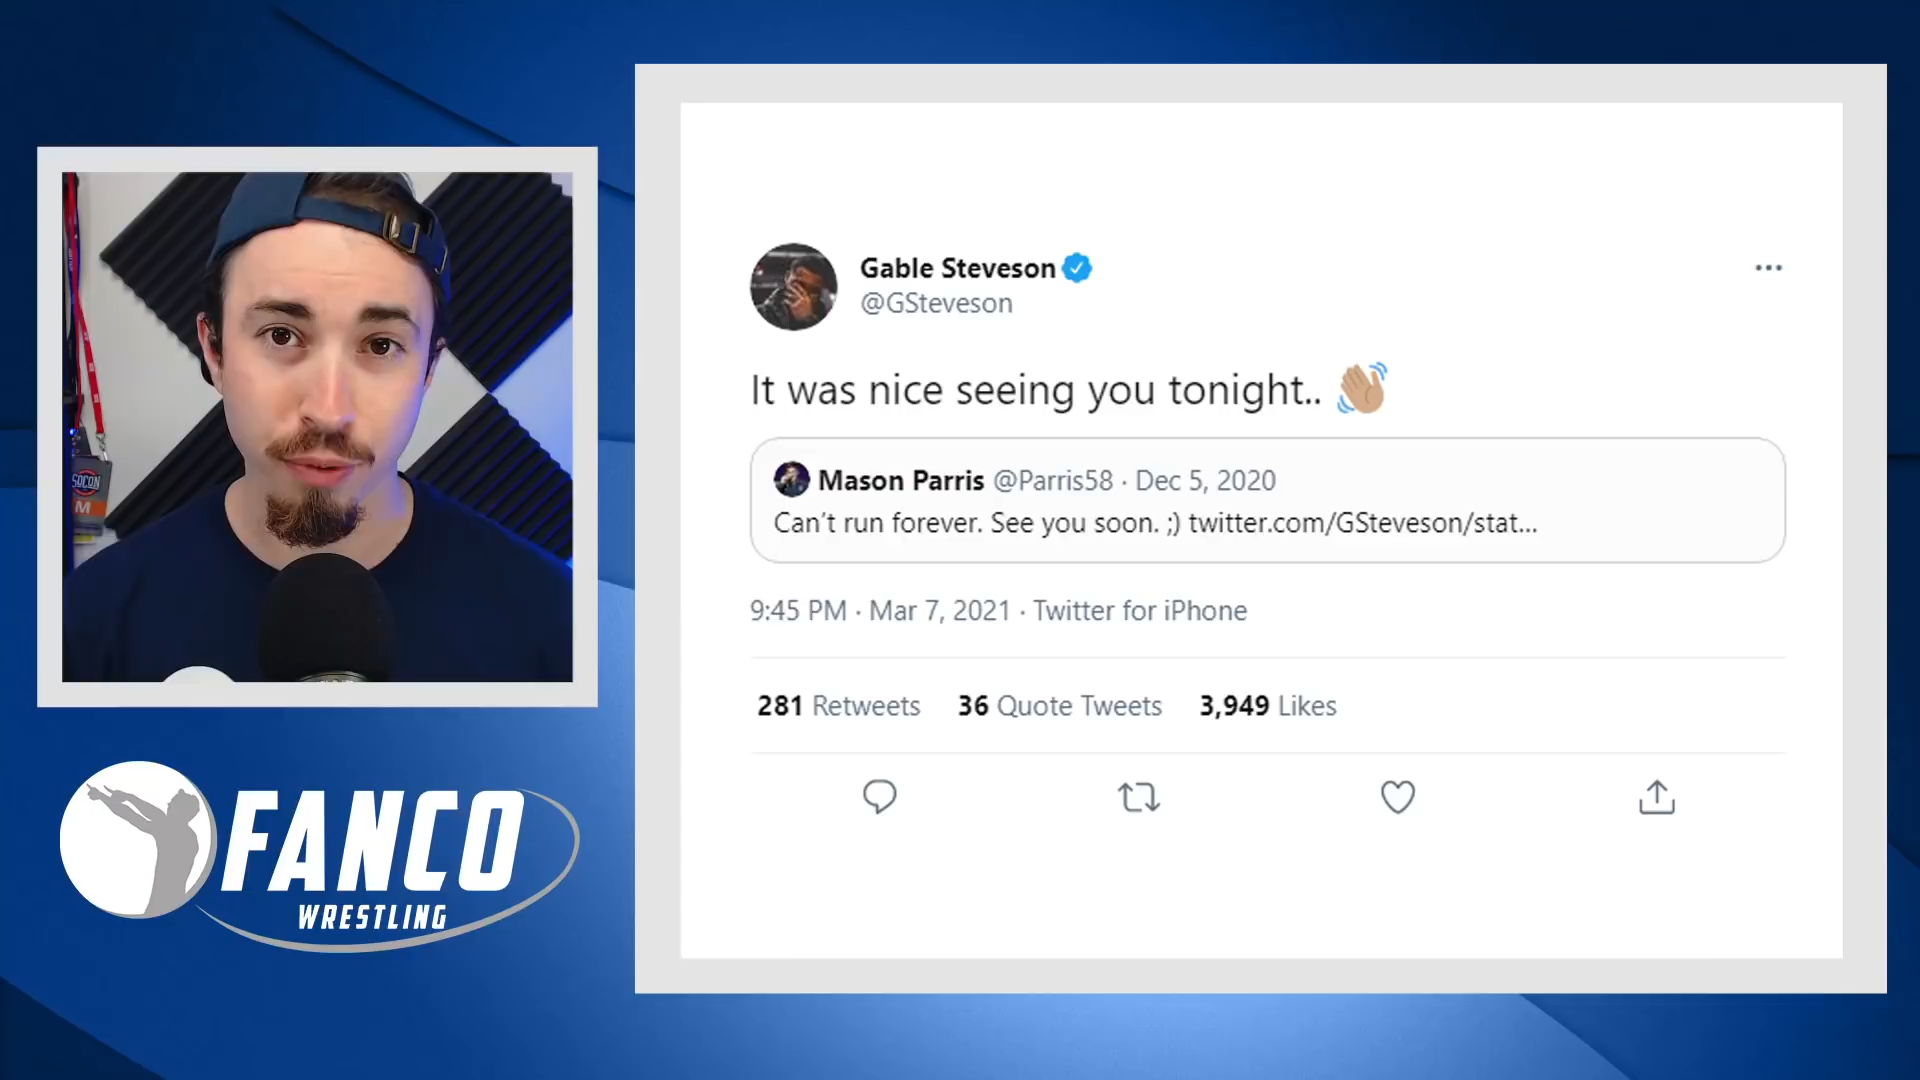 SOCON
M
FANCO
WRESTLING
Gable Steveson
@GSteveson
It was nice seeing you tonight.. 👋🏽
Mason Parris @Parris58 · Dec 5, 2020
Can’t run forever. See you soon. ;) twitter.com/GSteveson/stat...
9:45 PM · Mar 7, 2021 · Twitter for iPhone
281 Retweets 36 Quote Tweets 3,949 Likes